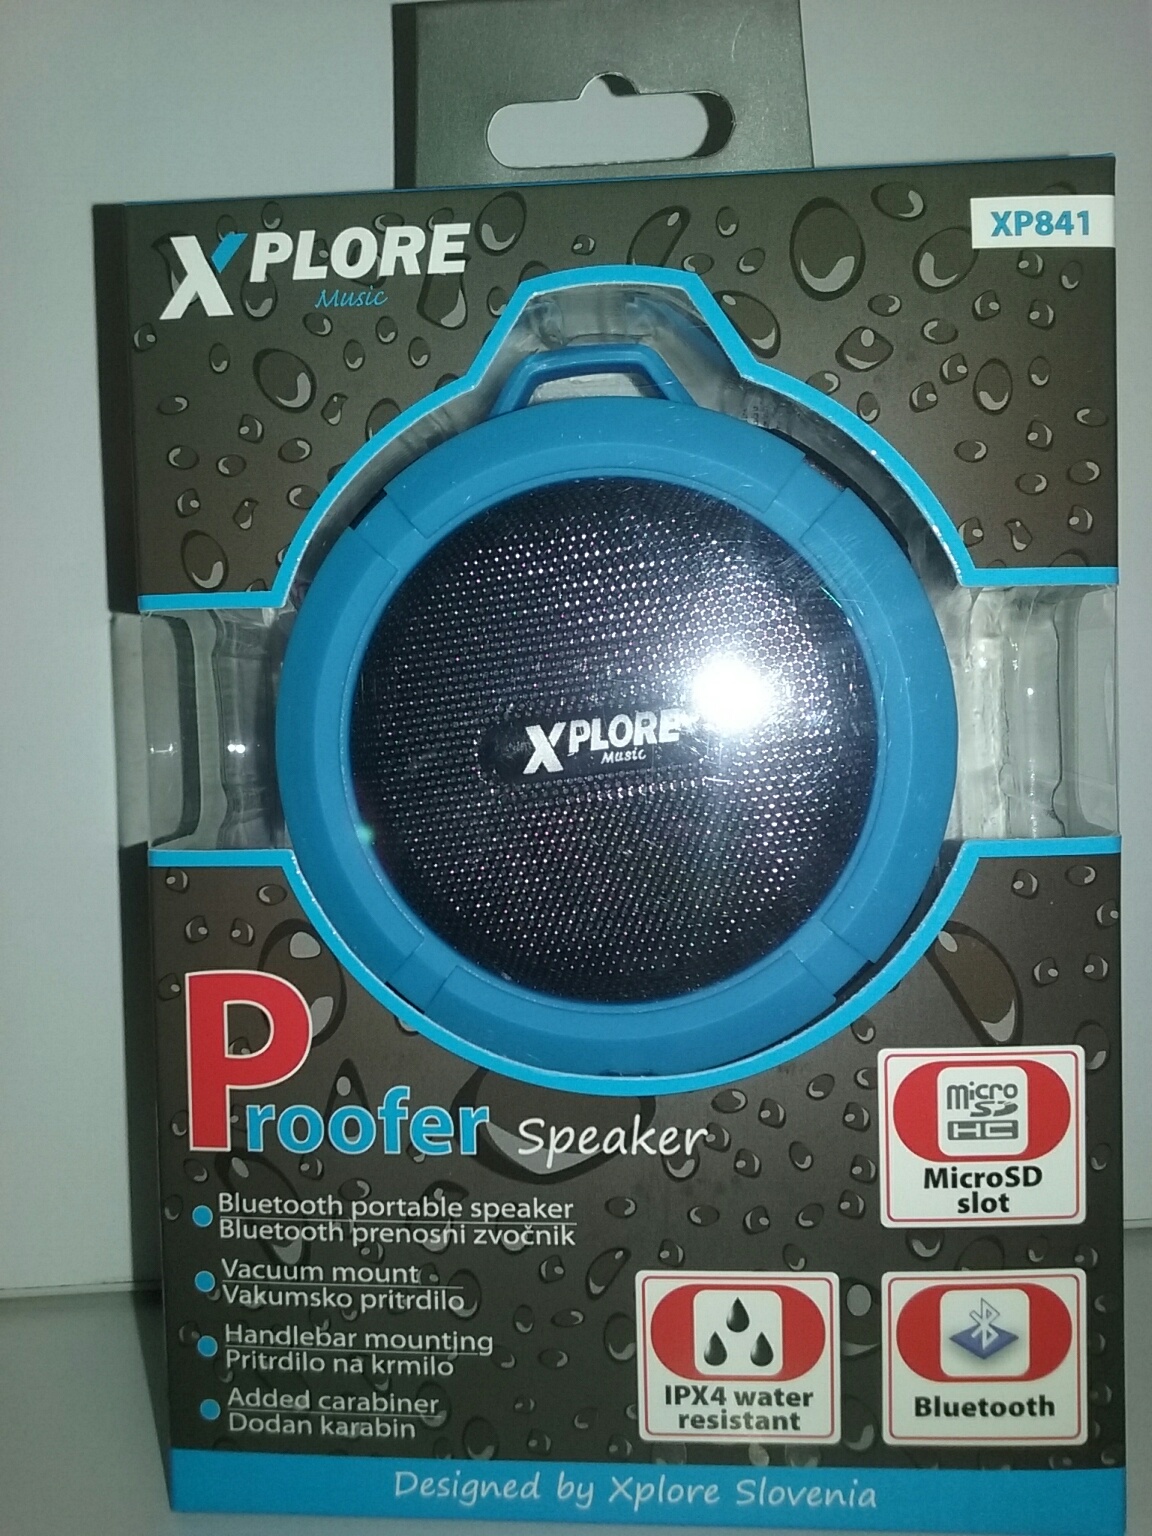 XPLORE
Music
XP841
XPLORE
Music
Proofer Speaker
Bluetooth portable speaker
Bluetooth prenosni zvočnik
Vacuum mount
Vakumsko pritrdilo
Handlebar mounting
Pritrdilo na krmilo
Added carabiner
Dodan karabin
micro
SD
HC
MicroSD
slot
IPX4 water
resistant
Bluetooth
Designed by Xplore Slovenia